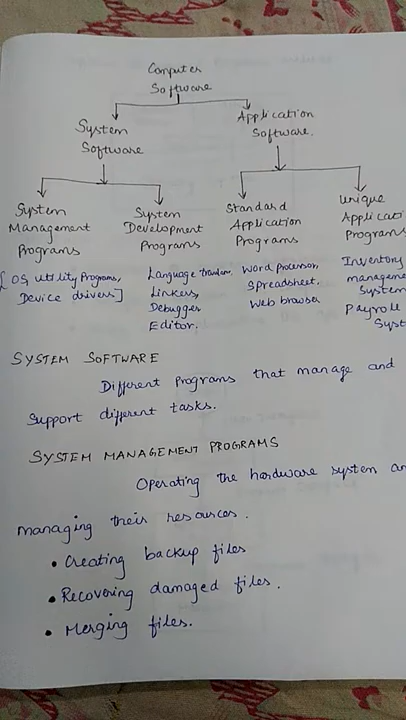 Computer
Software
System
Software
Application
Software.
System
Management
Programs
System
Development
Programs
Standard
Application
Programs
Unique
Applicati
Program
[OS, utility Programs,
Device drivers]
Language
Linkers,
Debugger
Editor.
Word Processor,
Spreadsheet.
Web browser
Inventory
manageme
System
Payroll
Syst
SYSTEM SOFTWARE
Different Programs that manage and
Support different tasks.
SYSTEM MANAGEMENT PROGRAMS
Operating the hardware system an
managing their resources.
• Creating backup files
• Recovering damaged files.
• Merging files.